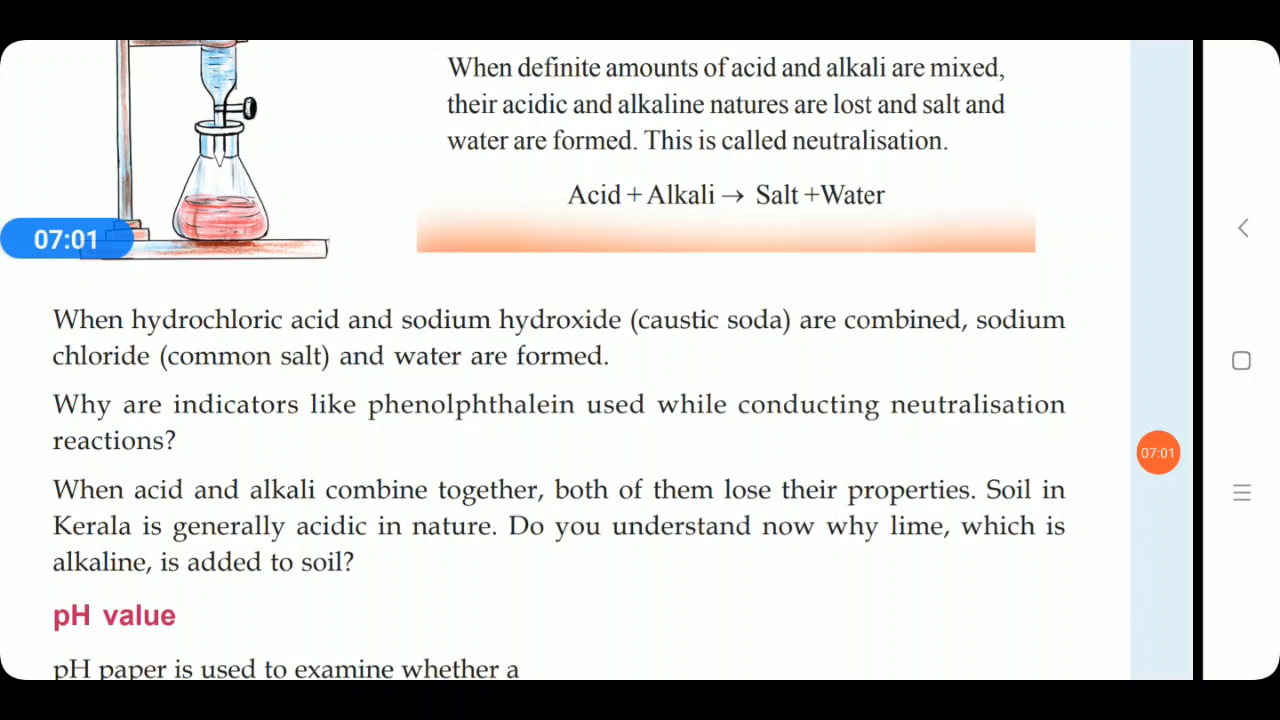 When definite amounts of acid and alkali are mixed,
their acidic and alkaline natures are lost and salt and
water are formed. This is called neutralisation.
Acid + Alkali → Salt + Water
07:01
When hydrochloric acid and sodium hydroxide (caustic soda) are combined, sodium
chloride (common salt) and water are formed.
Why are indicators like phenolphthalein used while conducting neutralisation
reactions?
07:01
When acid and alkali combine together, both of them lose their properties. Soil in
Kerala is generally acidic in nature. Do you understand now why lime, which is
alkaline, is added to soil?
pH value
pH paper is used to examine whether a